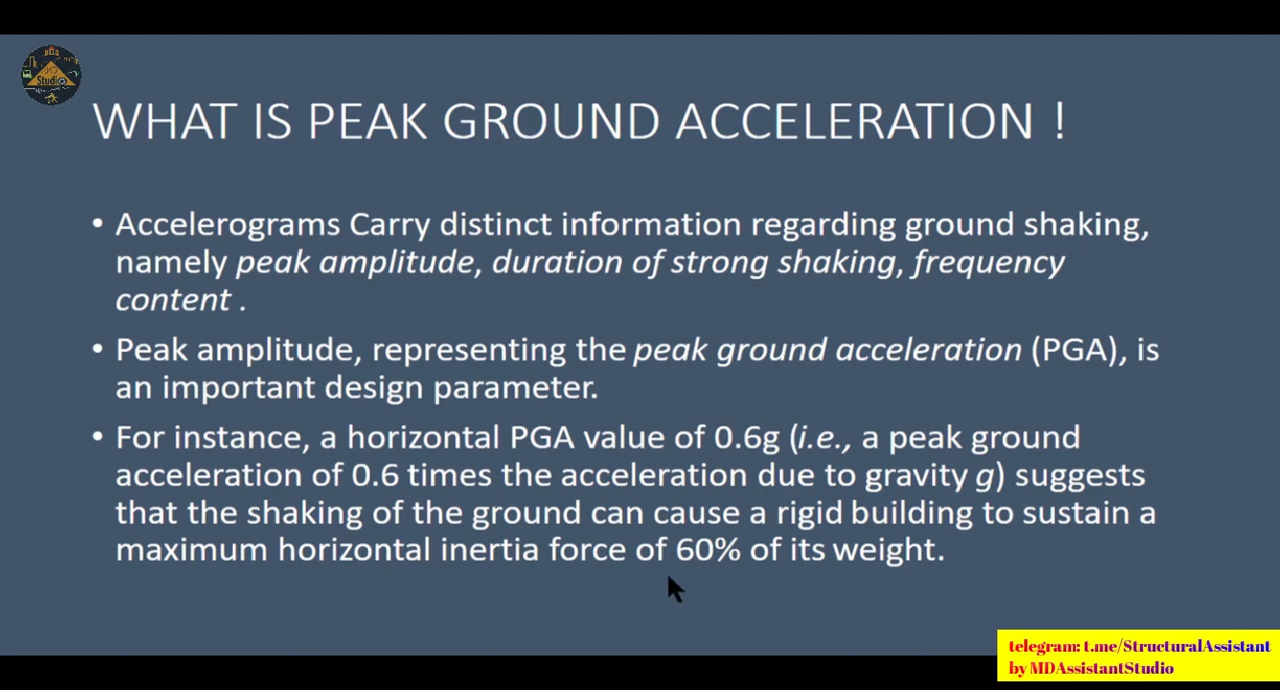 Studio
WHAT IS PEAK GROUND ACCELERATION !
• Accelerograms Carry distinct information regarding ground shaking,
namely peak amplitude, duration of strong shaking, frequency
content .
• Peak amplitude, representing the peak ground acceleration (PGA), is
an important design parameter.
• For instance, a horizontal PGA value of 0.6g (i.e., a peak ground
acceleration of 0.6 times the acceleration due to gravity g) suggests
that the shaking of the ground can cause a rigid building to sustain a
maximum horizontal inertia force of 60% of its weight.
telegram: t.me/StructuralAssistant
by MDAssistantStudio